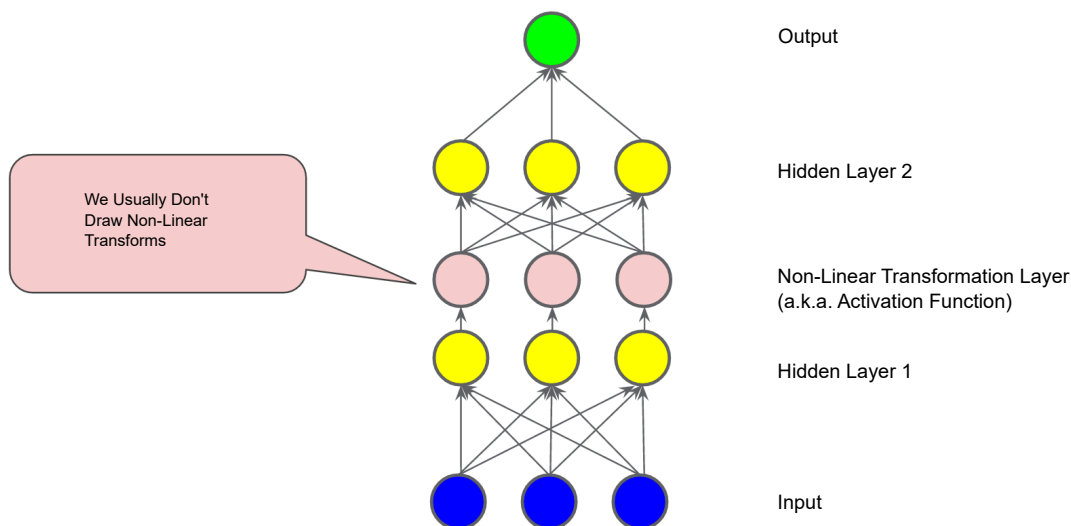 Output
Hidden Layer 2
We Usually Don't
Draw Non-Linear
Transforms
Non-Linear Transformation Layer
(a.k.a. Activation Function)
Hidden Layer 1
Input